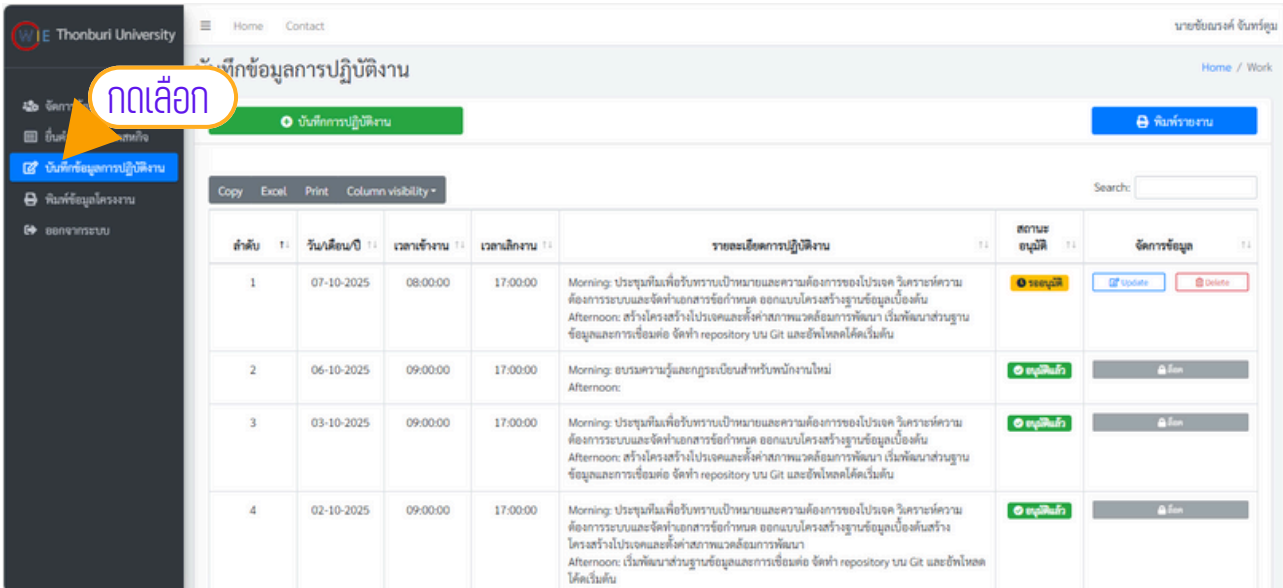 WIE Thonburi University
Home Contact
นายชัยณรงค์ จันทร์คูม
บันทึกข้อมูลการปฏิบัติงาน
Home / Work
กดเลือก
บันทึกการปฏิบัติงาน
พิมพ์รายงาน
บันทึกข้อมูลการปฏิบัติงาน
พิมพ์ข้อมูลโครงงาน
ออกจากระบบ
Copy Excel Print Column visibility
Search:
ลำดับ วัน/เดือน/ปี เวลาเข้างาน เวลาเลิกงาน รายละเอียดการปฏิบัติงาน สถานะ อนุมัติ จัดการข้อมูล
1 07-10-2025 08:00:00 17:00:00 Morning: ประชุมทีมเพื่อรับทราบเป้าหมายและความต้องการของโปรเจค วิเคราะห์ความ รออนุมัติ Update Delete
ต้องการระบบและจัดทำเอกสารข้อกำหนด ออกแบบโครงสร้างฐานข้อมูลเบื้องต้น
Afternoon: สร้างโครงสร้างโปรเจคและตั้งค่าสภาพแวดล้อมการพัฒนา เริ่มพัฒนาส่วนฐาน
ข้อมูลและการเชื่อมต่อ จัดทำ repository บน Git และอัพโหลดโค้ดเริ่มต้น
2 06-10-2025 09:00:00 17:00:00 Morning: อบรมความรู้และกฎระเบียบสำหรับพนักงานใหม่ อนุมัติแล้ว ล็อก
Afternoon:
3 03-10-2025 09:00:00 17:00:00 Morning: ประชุมทีมเพื่อรับทราบเป้าหมายและความต้องการของโปรเจค วิเคราะห์ความ อนุมัติแล้ว ล็อก
ต้องการระบบและจัดทำเอกสารข้อกำหนด ออกแบบโครงสร้างฐานข้อมูลเบื้องต้น
Afternoon: สร้างโครงสร้างโปรเจคและตั้งค่าสภาพแวดล้อมการพัฒนา เริ่มพัฒนาส่วนฐาน
ข้อมูลและการเชื่อมต่อ จัดทำ repository บน Git และอัพโหลดโค้ดเริ่มต้น
4 02-10-2025 09:00:00 17:00:00 Morning: ประชุมทีมเพื่อรับทราบเป้าหมายและความต้องการของโปรเจค วิเคราะห์ความ อนุมัติแล้ว ล็อก
ต้องการระบบและจัดทำเอกสารข้อกำหนด ออกแบบโครงสร้างฐานข้อมูลเบื้องต้นสร้าง
โครงสร้างโปรเจคและตั้งค่าสภาพแวดล้อมการพัฒนา
Afternoon: เริ่มพัฒนาส่วนฐานข้อมูลและการเชื่อมต่อ จัดทำ repository บน Git และอัพโหลด
โค้ดเริ่มต้น